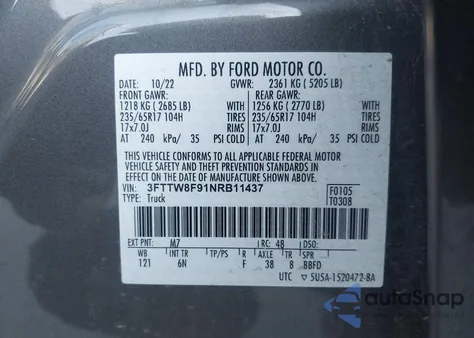 MFD. BY FORD MOTOR CO.
DATE: 10/22 GVWR: 2361 KG ( 5205 LB)
FRONT GAWR: REAR GAWR:
1218 KG ( 2685 LB) WITH 1256 KG ( 2770 LB) WITH
235/65R17 104H TIRES 235/65R17 104H TIRES
17x7.0J RIMS 17x7.0J RIMS
AT 240 kPa/ 35 PSI COLD AT 240 kPa/ 35 PSI COLD
THIS VEHICLE CONFORMS TO ALL APPLICABLE FEDERAL MOTOR
VEHICLE SAFETY AND THEFT PREVENTION STANDARDS IN
EFFECT ON THE DATE OF MANUFACTURE SHOWN ABOVE.
VIN: 3FTTW8F91NRB11437 F0105
TYPE: Truck T0308
EXT PNT: M7 RC: 48 DSO:
WB INT TR TP/PS R AXLE TR SPR
121 6N F 38 8 BBFD
UTC ▽ 5U5A-1520472-BA
autoSnap